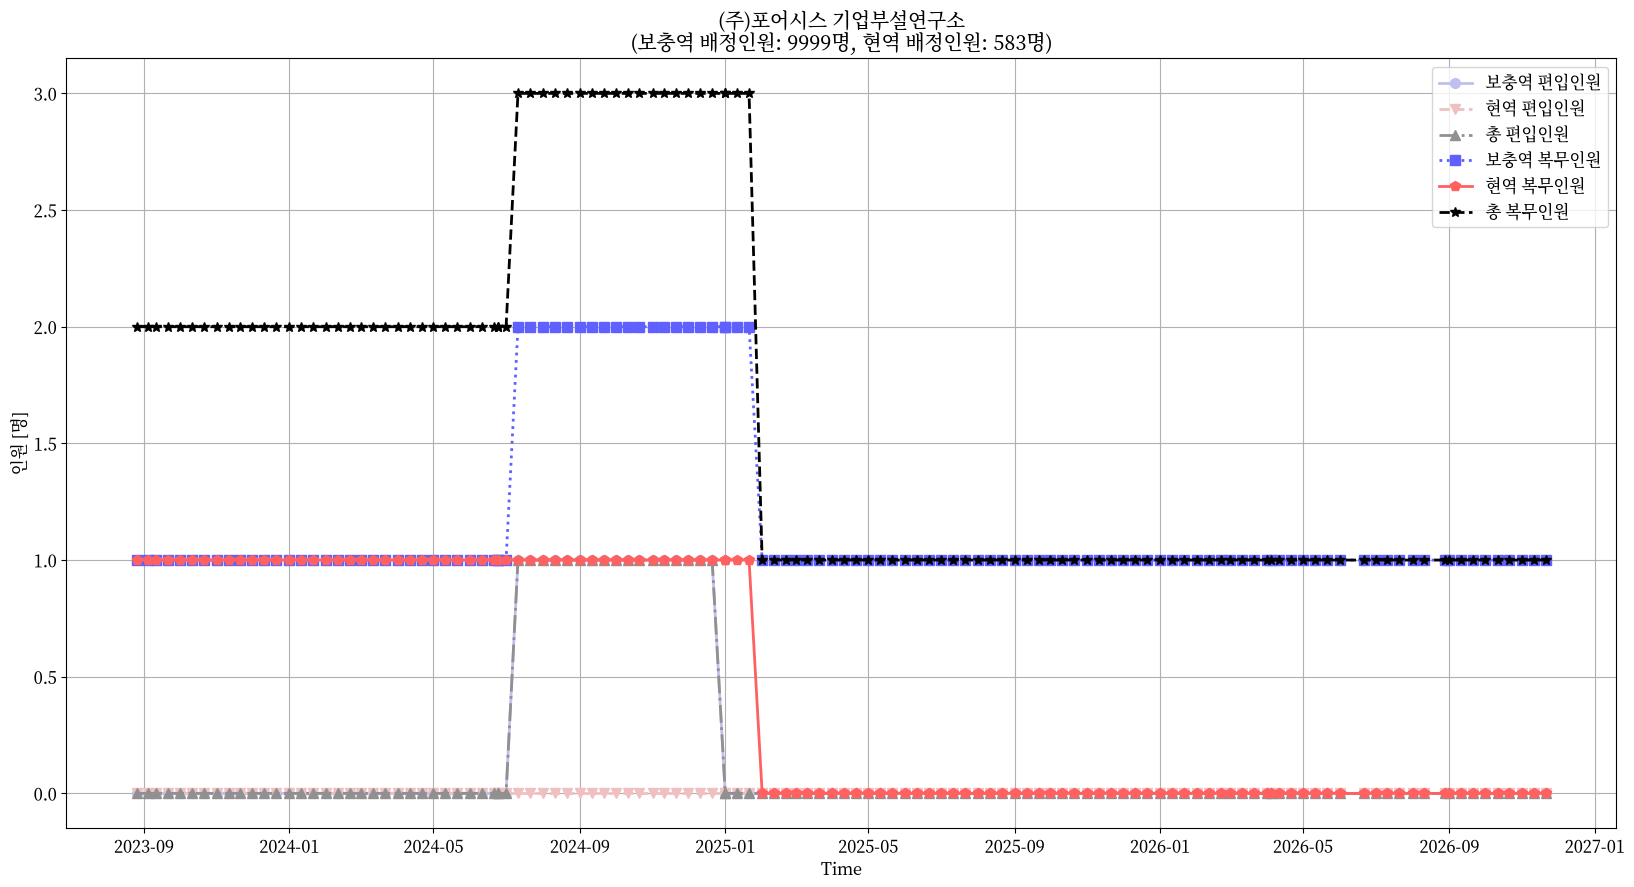 (주)포어시스 기업부설연구소
(보충역 배정인원: 9999명, 현역 배정인원: 583명)
보충역 편입인원
현역 편입인원
총 편입인원
보충역 복무인원
현역 복무인원
총 복무인원
인원 [명]
3.0
2.5
2.0
1.5
1.0
0.5
0.0
2023-09 2024-01 2024-05 2024-09 2025-01 2025-05 2025-09 2026-01 2026-05 2026-09 2027-01
Time